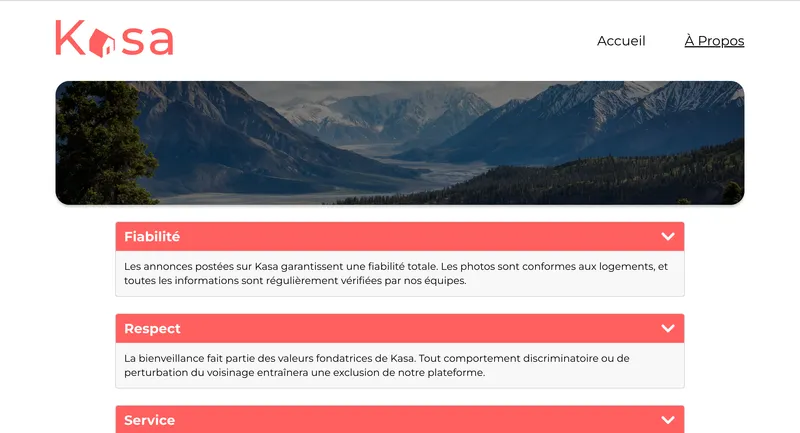 Kasa
Accueil
À Propos
Fiabilité
Les annonces postées sur Kasa garantissent une fiabilité totale. Les photos sont conformes aux logements, et
toutes les informations sont régulièrement vérifiées par nos équipes.
Respect
La bienveillance fait partie des valeurs fondatrices de Kasa. Tout comportement discriminatoire ou de
perturbation du voisinage entraînera une exclusion de notre plateforme.
Service